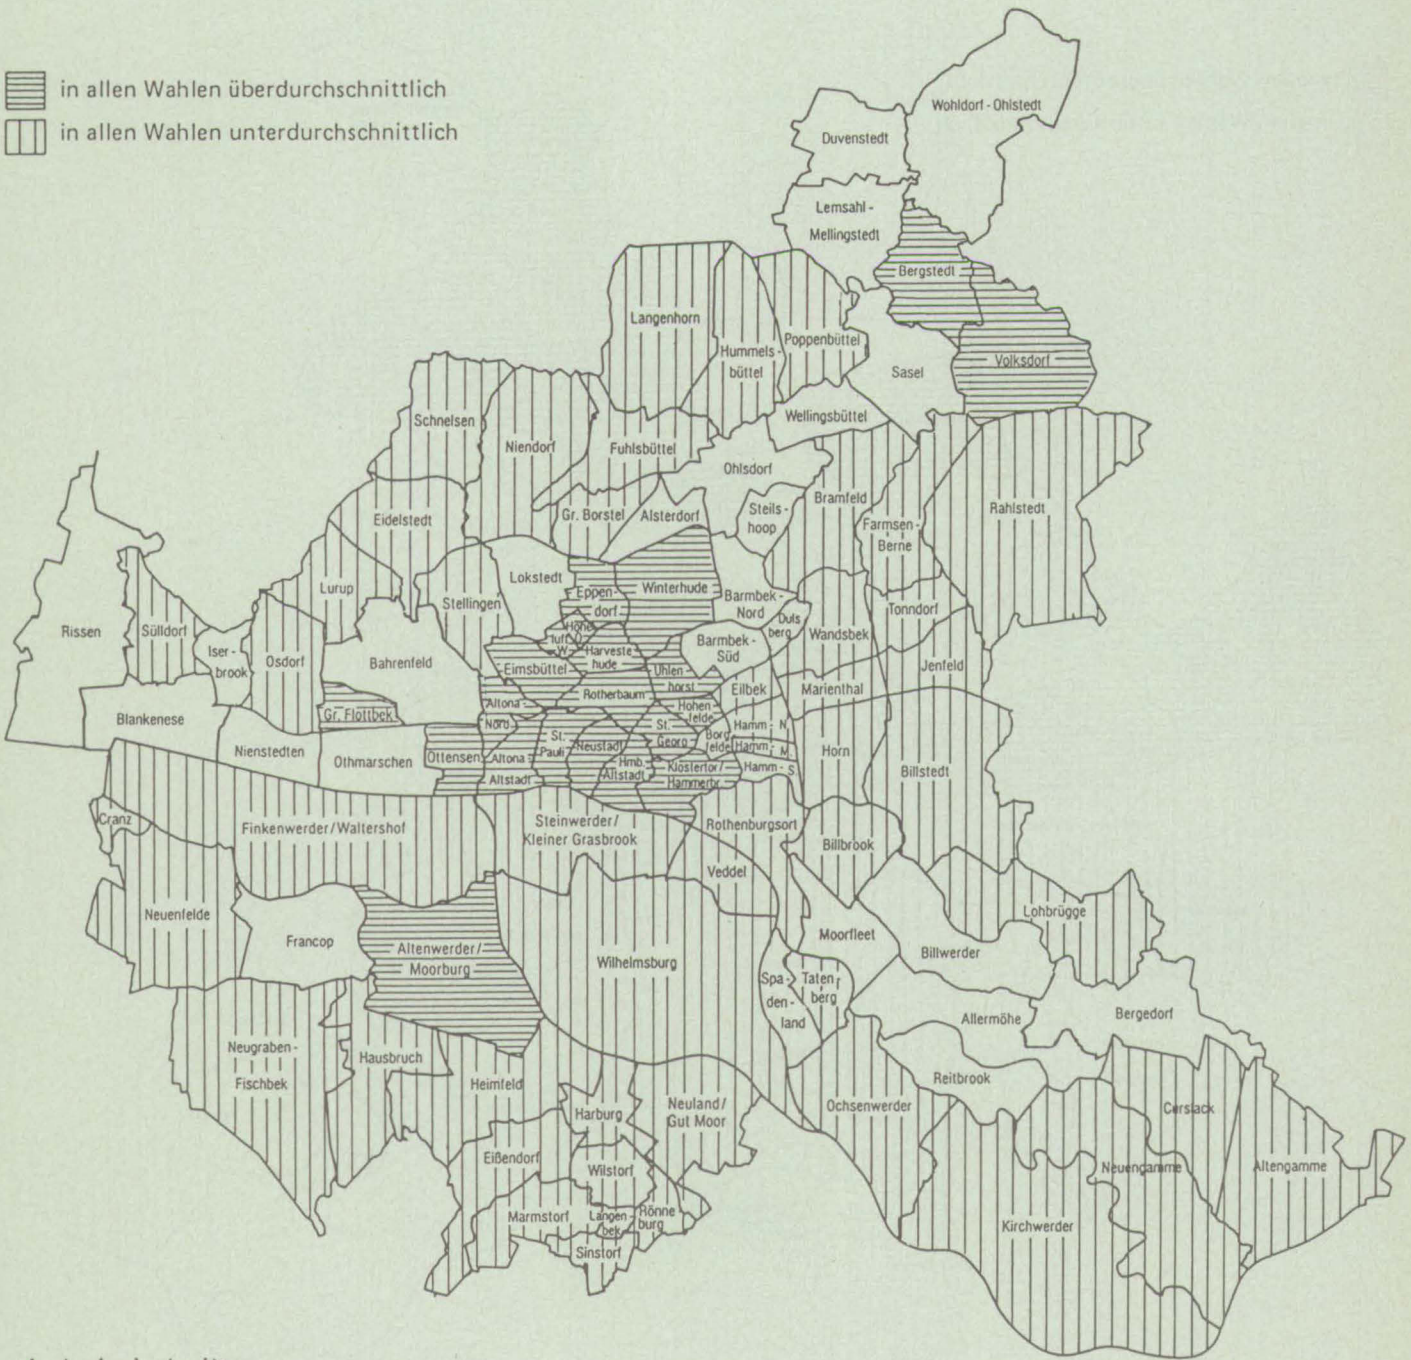 in allen Wahlen überdurchschnittlich
in allen Wahlen unterdurchschnittlich
Wohldorf - Ohlstedt
Duvenstedt
Lemsahl -
Mellingstedt
Bergstedt
Langenhorn
Hummels-
büttel
Poppenbüttel
Sasel
Volksdorf
Schnelsen
Niendorf
Fuhlsbüttel
Wellingsbüttel
Ohlsdorf
Gr. Borstel
Alsterdorf
Steils -
hoop
Bramfeld
Farmsen -
Berne
Rahlstedt
Eidelstedt
Lurup
Stellingen
Lokstedt
Eppen-
dorf
Winterhude
Barmbek -
Nord
Duls
berg
Wandsbek
Tonndorf
Jenfeld
Rissen
Sülldorf
Iser -
brook
Osdorf
Bahrenfeld
Hohe
luft
O.
W.
Harveste
hude
Barmbek -
Süd
Eimsbüttel
Rotherbaum
Uhlen
horst
Eilbek
Marienthal
Blankenese
Gr. Flottbek
Altona -
Nord
Hohen
felde
Hamm - N.
Nienstedten
Othmarschen
Ottensen
Altona -
Altstadt
St.
Pauli
Neustadt
St.
Georg
Borg
felde
Hamm - M.
Horn
Billstedt
Hmb.
Altstadt
Klostertor/
Hammerbr.
Hamm - S.
Cranz
Finkenwerder/Waltershof
Steinwerder/
Kleiner Grasbrook
Rothenburgsort
Billbrook
Veddel
Neuenfelde
Francop
Altenwerder/
Moorburg
Wilhelmsburg
Moorfleet
Lohbrügge
Billwerder
Spa -
den -
land
Taten
berg
Allermöhe
Bergedorf
Neugraben -
Fischbek
Hausbruch
Heimfeld
Harburg
Neuland/
Gut Moor
Ochsenwerder
Reitbrook
Curslack
Eißendorf
Wilstorf
Neuengamme
Altengamme
Marmstorf
Langen -
bek
Rönne
burg
Kirchwerder
Sinstorf